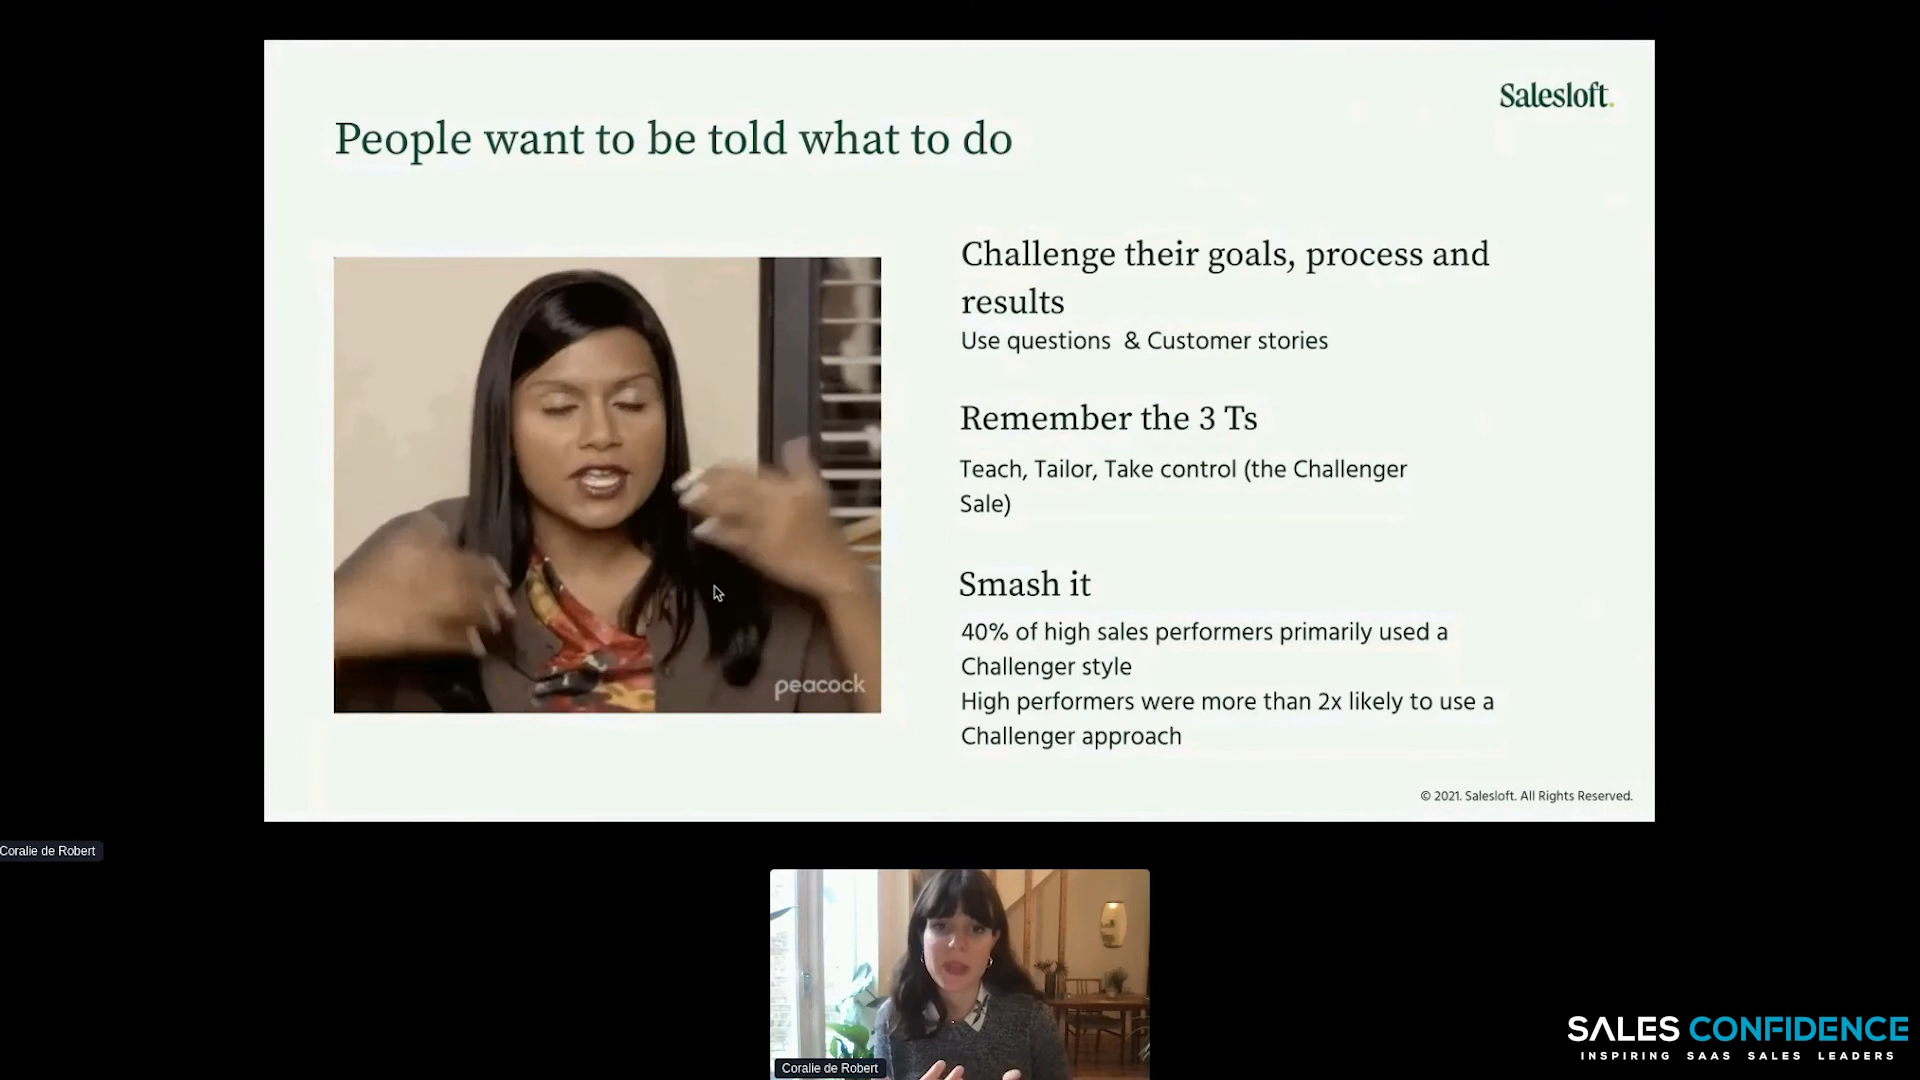 Salesloft.
People want to be told what to do
Challenge their goals, process and
results
Use questions & Customer stories
Remember the 3 Ts
Teach, Tailor, Take control (the Challenger
Sale)
Smash it
40% of high sales performers primarily used a
Challenger style
High performers were more than 2x likely to use a
Challenger approach
peacock
© 2021. Salesloft. All Rights Reserved.
Coralie de Robert
Coralie de Robert
SALES CONFIDENCE
INSPIRING SAAS SALES LEADERS